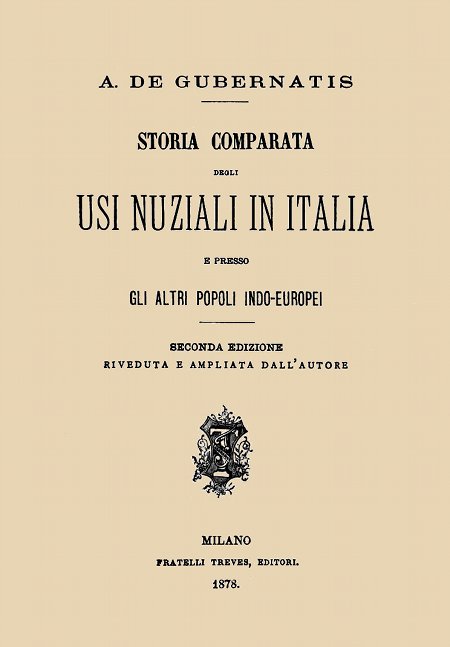 A. DE GUBERNATIS
STORIA COMPARATA
DEGLI
USI NUZIALI IN ITALIA
E PRESSO
GLI ALTRI POPOLI INDO-EUROPEI
SECONDA EDIZIONE
RIVEDUTA E AMPLIATA DALL'AUTORE
MILANO
FRATELLI TREVES, EDITORI.
1878.